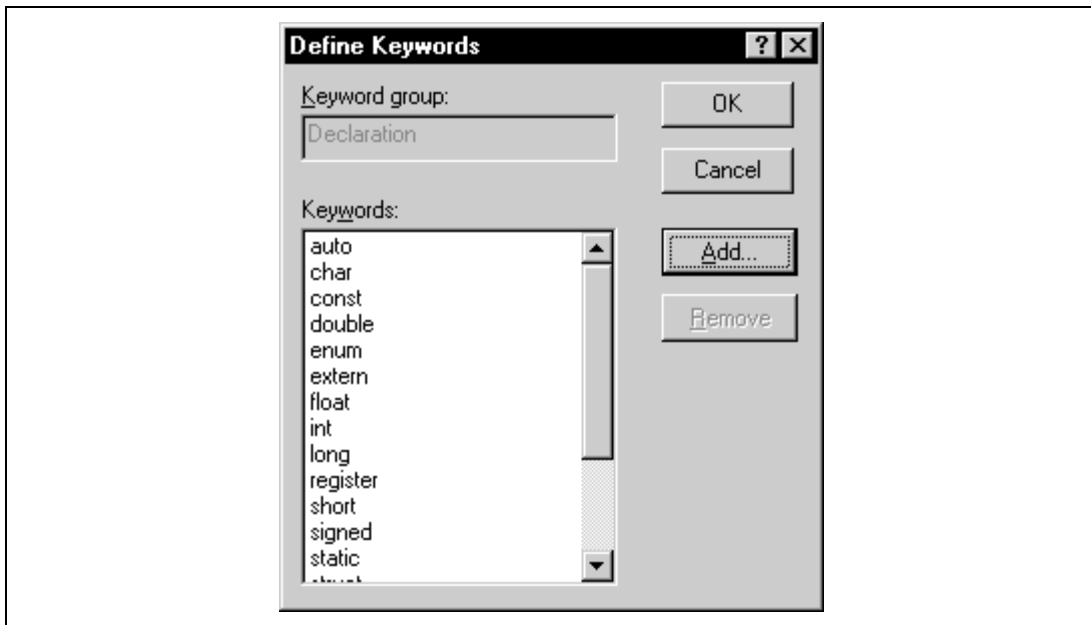 Define Keywords
Keyword group:
Declaration
Keywords:
auto
char
const
double
enum
extern
float
int
long
register
short
signed
static
OK
Cancel
Add...
Remove